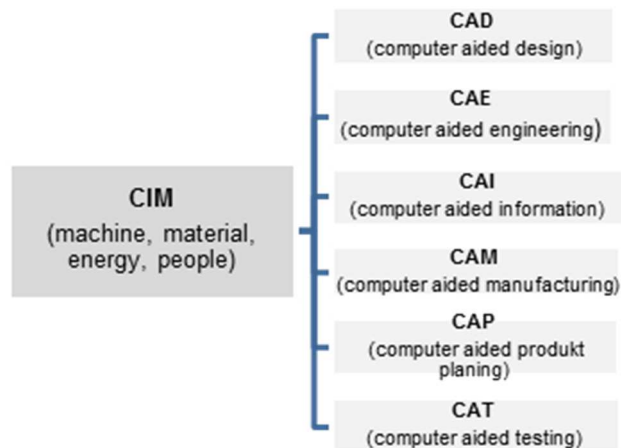 CIM
(machine, material,
energy, people)
CAD
(computer aided design)
CAE
(computer aided engineering)
CAI
(computer aided information)
CAM
(computer aided manufacturing)
CAP
(computer aided produkt
planing)
CAT
(computer aided testing)